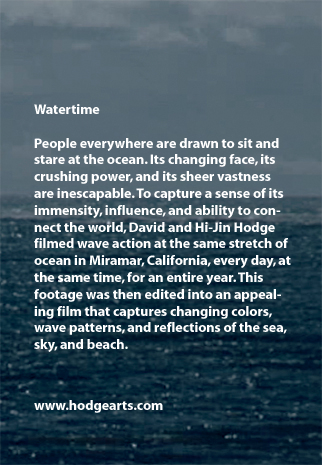 Watertime
People everywhere are drawn to sit and
stare at the ocean. Its changing face, its
crushing power, and its sheer vastness
are inescapable. To capture a sense of its
immensity, influence, and ability to con-
nect the world, David and Hi-Jin Hodge
filmed wave action at the same stretch of
ocean in Miramar, California, every day, at
the same time, for an entire year. This
footage was then edited into an appeal-
ing film that captures changing colors,
wave patterns, and reflections of the sea,
sky, and beach.
www.hodgearts.com